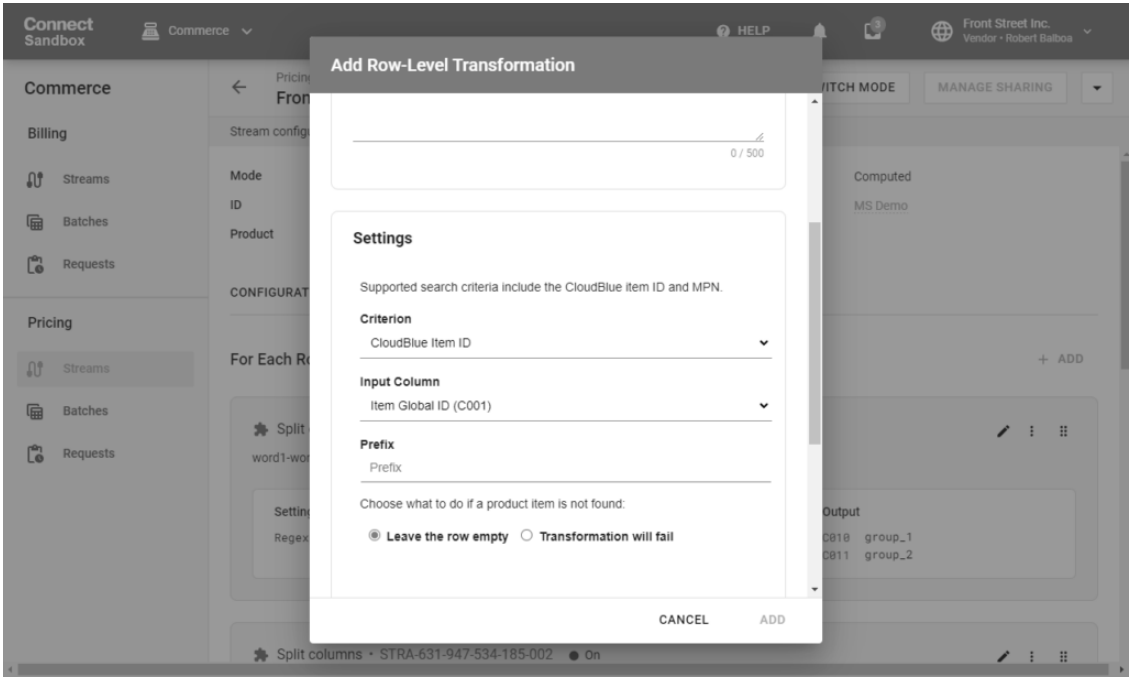 Connect
Sandbox
Commerce
HELP
3
Front Street Inc.
Vendor • Robert Balboa
Commerce
Billing
Streams
Batches
Requests
Pricing
Streams
Batches
Requests
Pricing
Fron
MANAGE SHARING
Stream configu
Mode
Computed
ID
MS Demo
Product
CONFIGURAT
For Each Ro
+ ADD
Split
word1-wor
Setting
Regex
Output
C010 group_1
C011 group_2
Split columns • STRA-631-947-534-185-002 On
Add Row-Level Transformation
0 / 500
Settings
Supported search criteria include the CloudBlue item ID and MPN.
Criterion
CloudBlue Item ID
Input Column
Item Global ID (C001)
Prefix
Prefix
Choose what to do if a product item is not found:
Leave the row empty Transformation will fail
CANCEL ADD